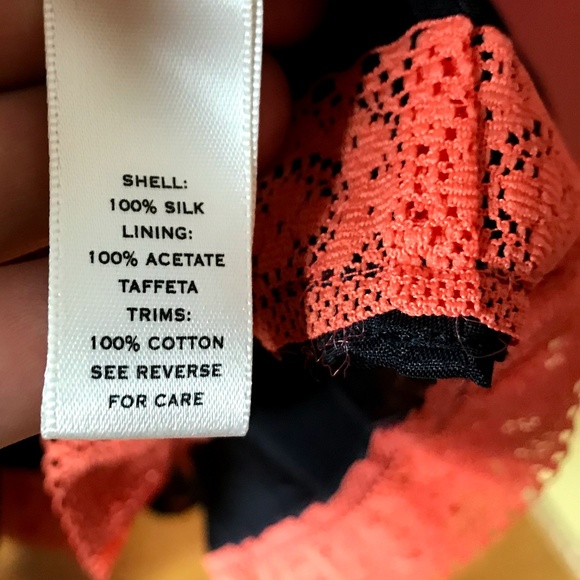 SHELL:
100% SILK
LINING:
100% ACETATE
TAFFETA
TRIMS:
100% COTTON
SEE REVERSE
FOR CARE